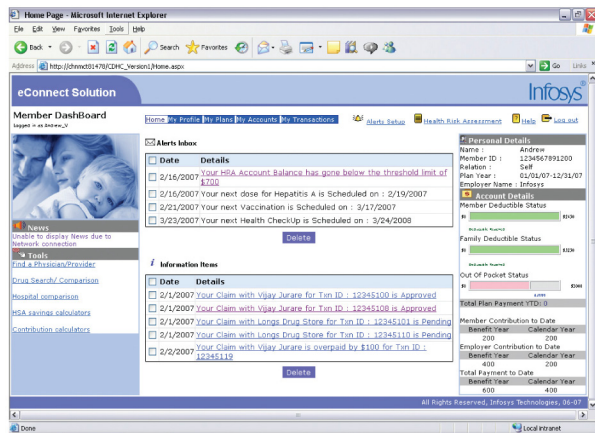 Home Page - Microsoft Internet Explorer
File Edit View Favorites Tools Help
Back Search Favorites
Address http://chnmct81478/CDHC_Version1/Home.aspx Go Links
eConnect Solution
Infosys®
Member DashBoard
Logged in as Andrew_V
Home My Profile My Plans My Accounts My Transactions
Alerts Setup Health Risk Assessment Help Log out
News
Unable to display News due to
Network connection
Tools
Find a Physician/Provider
Drug Search/ Comparison
Hospital comparison
HSA savings calculators
Contribution calculators
Alerts Inbox
Date Details
2/16/2007 Your HRA Account Balance has gone below the threshold limit of
$700
2/16/2007 Your next dose for Hepatitis A is Scheduled on : 2/19/2007
2/21/2007 Your next Vaccination is Scheduled on : 3/17/2007
3/23/2007 Your next Health CheckUp is Scheduled on : 3/24/2008
Delete
i Information Items
Date Details
2/1/2007 Your Claim with Vijay Jurare for Txn ID : 12345100 is Approved
2/1/2007 Your Claim with Vijay Jurare for Txn ID : 12345108 is Approved
2/1/2007 Your Claim with Longs Drug Store for Txn ID : 12345101 is Pending
2/1/2007 Your Claim with Longs Drug Store for Txn ID : 12345110 is Pending
2/2/2007 Your Claim with Vijay Jurare is overpaid by $100 for Txn ID :
12345119
Delete
Personal Details
Name : Andrew
Member ID : 1234567891200
Relation : Self
Plan Year : 01/01/07-12/31/07
Employer Name : Infosys
Account Details
Member Deductible Status
Family Deductible Status
Out Of Pocket Status
Total Plan Payment YTD: 0
Member Contribution to Date
Benefit Year Calendar Year
200 200
Employer Contribution to Date
Benefit Year Calendar Year
400 200
Total Payment to Date
Benefit Year Calendar Year
600 400
All Rights Reserved, Infosys Technologies, 06-07
Done Local intranet